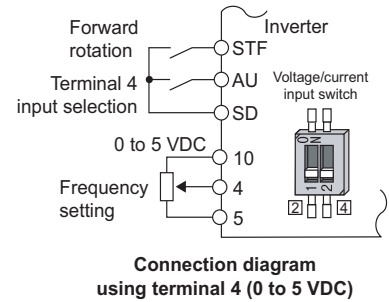 Forward
rotation
Inverter
STF
AU
Terminal 4
input selection
SD
Voltage/current
input switch
0 to 5 VDC
10
Frequency
setting
4
5
ON
1 2
2 4
Connection diagram
using terminal 4 (0 to 5 VDC)